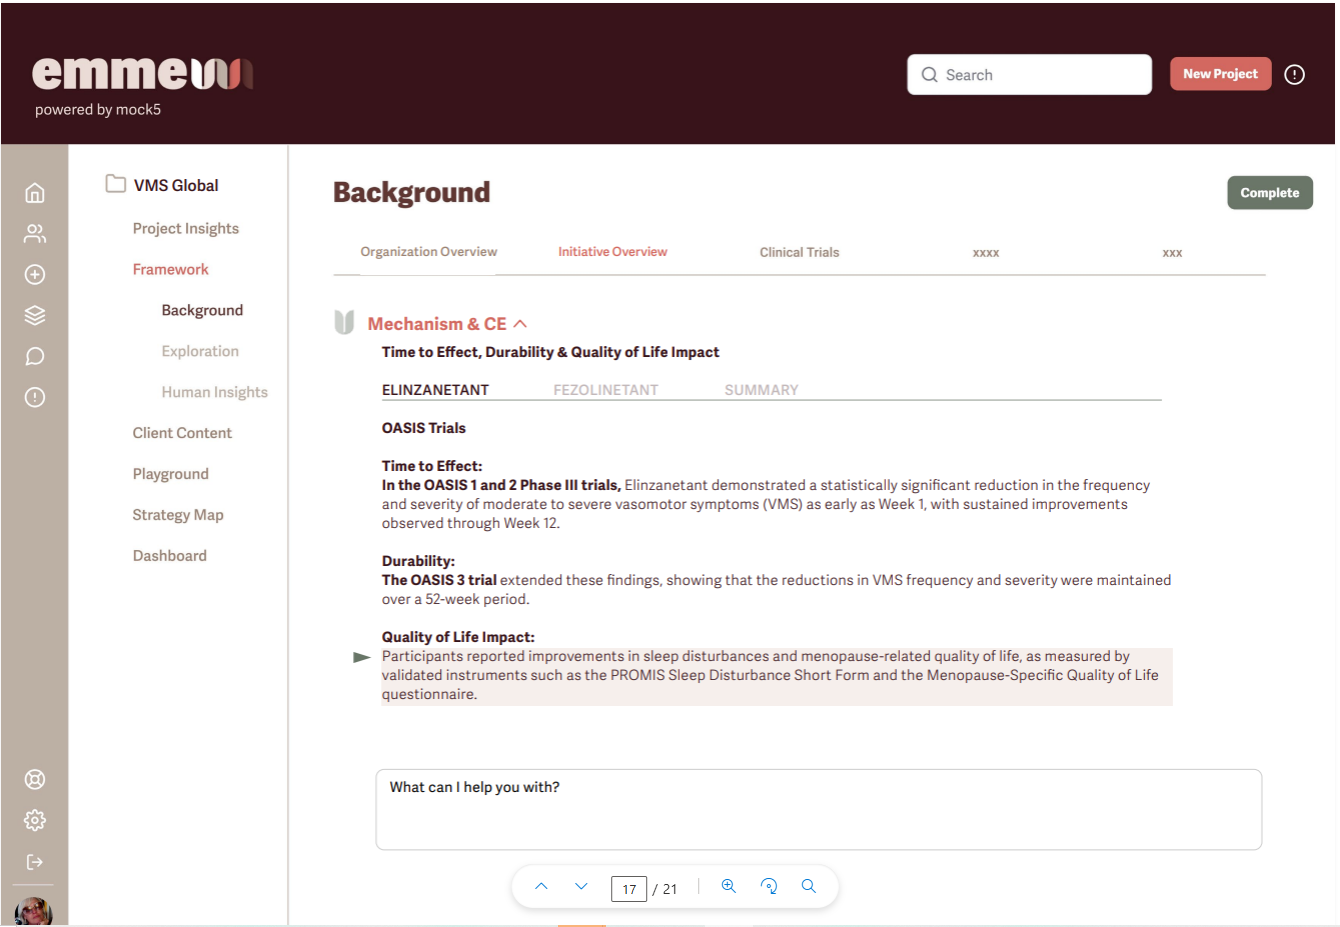 emme
powered by mock5
Search
New Project
VMS Global
Project Insights
Framework
Background
Exploration
Human Insights
Client Content
Playground
Strategy Map
Dashboard
Background
Complete
Organization Overview
Initiative Overview
Clinical Trials
xxxx
xxx
Mechanism & CE
Time to Effect, Durability & Quality of Life Impact
ELINZANETANT
FEZOLINETANT
SUMMARY
OASIS Trials
Time to Effect:
In the OASIS 1 and 2 Phase III trials, Elinzanetant demonstrated a statistically significant reduction in the frequency
and severity of moderate to severe vasomotor symptoms (VMS) as early as Week 1, with sustained improvements
observed through Week 12.
Durability:
The OASIS 3 trial extended these findings, showing that the reductions in VMS frequency and severity were maintained
over a 52-week period.
Quality of Life Impact:
Participants reported improvements in sleep disturbances and menopause-related quality of life, as measured by
validated instruments such as the PROMIS Sleep Disturbance Short Form and the Menopause-Specific Quality of Life
questionnaire.
What can I help you with?
17 / 21